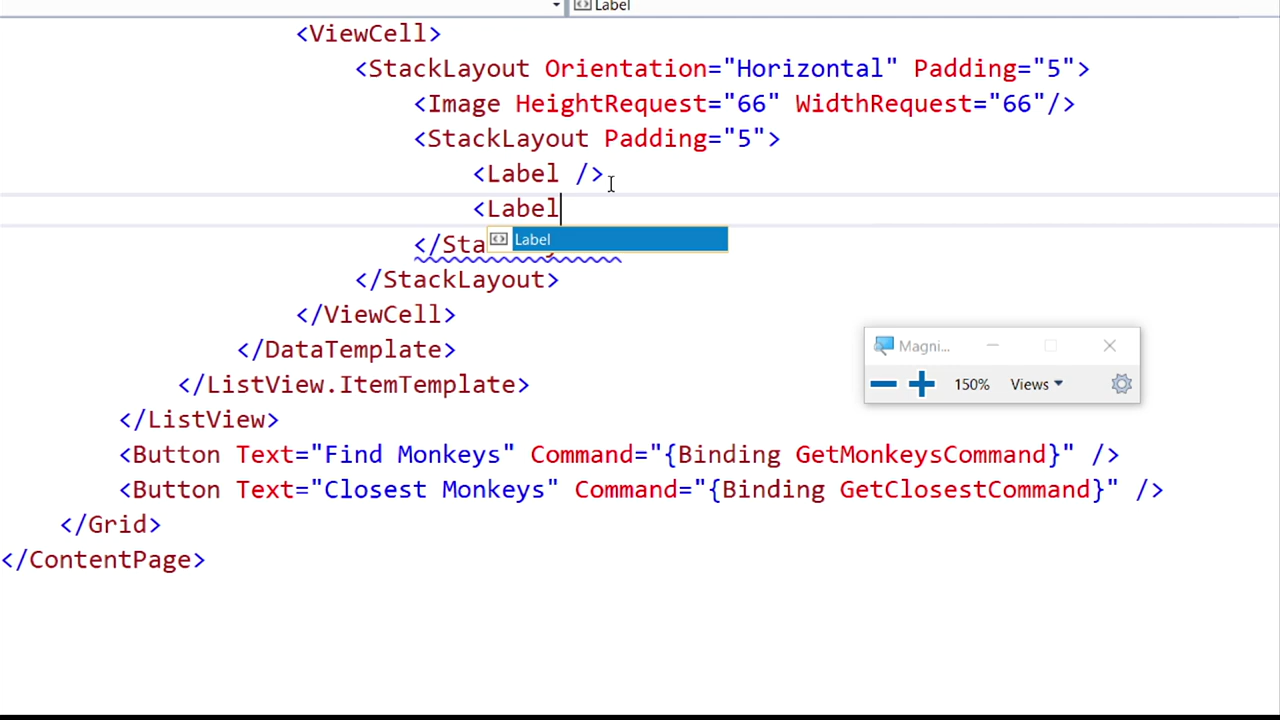 Label
<ViewCell>
<StackLayout Orientation="Horizontal" Padding="5">
<Image HeightRequest="66" WidthRequest="66"/>
<StackLayout Padding="5">
<Label />
<Label
Label
</Sta
</StackLayout>
</ViewCell>
</DataTemplate>
Magni...
</ListView.ItemTemplate>
150% Views
</ListView>
<Button Text="Find Monkeys" Command="{Binding GetMonkeysCommand}" />
<Button Text="Closest Monkeys" Command="{Binding GetClosestCommand}" />
</Grid>
</ContentPage>